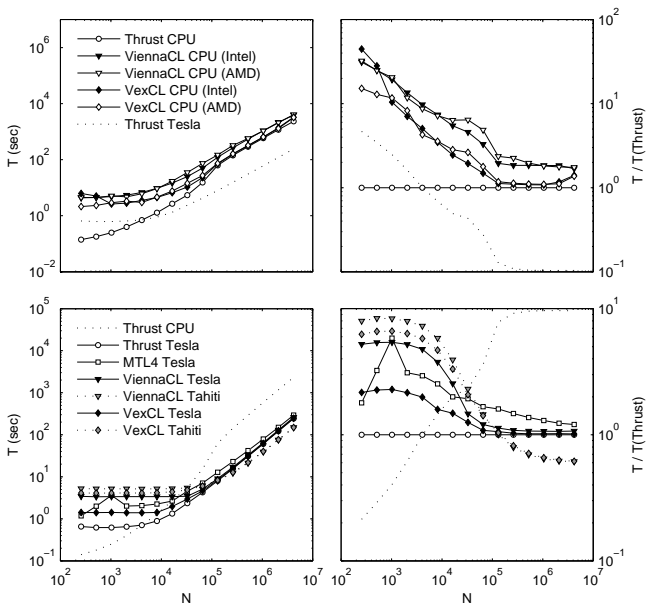 10^6
10^4
10^2
10^0
10^-2
T (sec)
Thrust CPU
ViennaCL CPU (Intel)
ViennaCL CPU (AMD)
VexCL CPU (Intel)
VexCL CPU (AMD)
Thrust Tesla
10^2
10^1
10^0
10^-1
T / T(Thrust)
10^5
10^4
10^3
10^2
10^1
10^0
10^-1
T (sec)
Thrust CPU
Thrust Tesla
MTL4 Tesla
ViennaCL Tesla
ViennaCL Tahiti
VexCL Tesla
VexCL Tahiti
10^2 10^3 10^4 10^5 10^6 10^7
N
10^1
10^0
10^-1
T / T(Thrust)
10^2 10^3 10^4 10^5 10^6 10^7
N